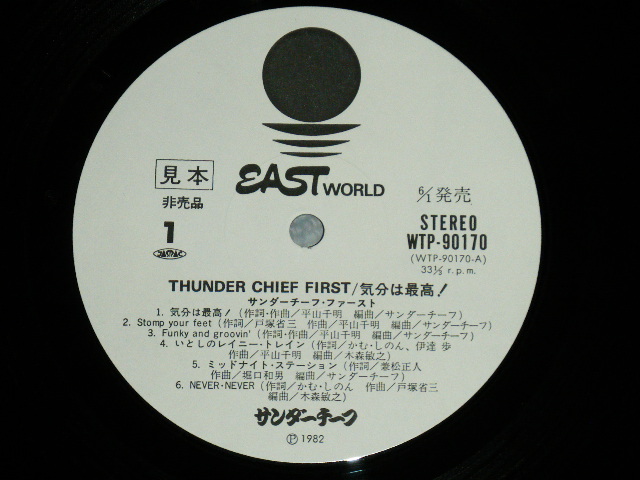 見本
非売品
1
JASRAC
EAST WORLD
6/1発売
STEREO
WTP-90170
(WTP-90170-A)
33⅓ r.p.m.
THUNDER CHIEF FIRST/気分は最高!
サンダーチーフ・ファースト
1. 気分は最高! (作詞・作曲/平山千明 編曲/サンダーチーフ)
2. Stomp your feet (作詞/戸塚省三 作曲/平山千明 編曲/サンダーチーフ)
3. Funky and groovin' (作詞・作曲/平山千明 編曲/サンダーチーフ)
4. いとしのレイニー・トレイン (作詞/かむ・しのん、伊達 歩
作曲/平山千明 編曲/木森敏之)
5. ミッドナイト・ステーション (作詞/兼松正人
作曲/堀口和男 編曲/サンダーチーフ)
6. NEVER・NEVER (作詞/かむ・しのん 作曲/戸塚省三
編曲/木森敏之)
サンダーチーフ
Ⓟ 1982